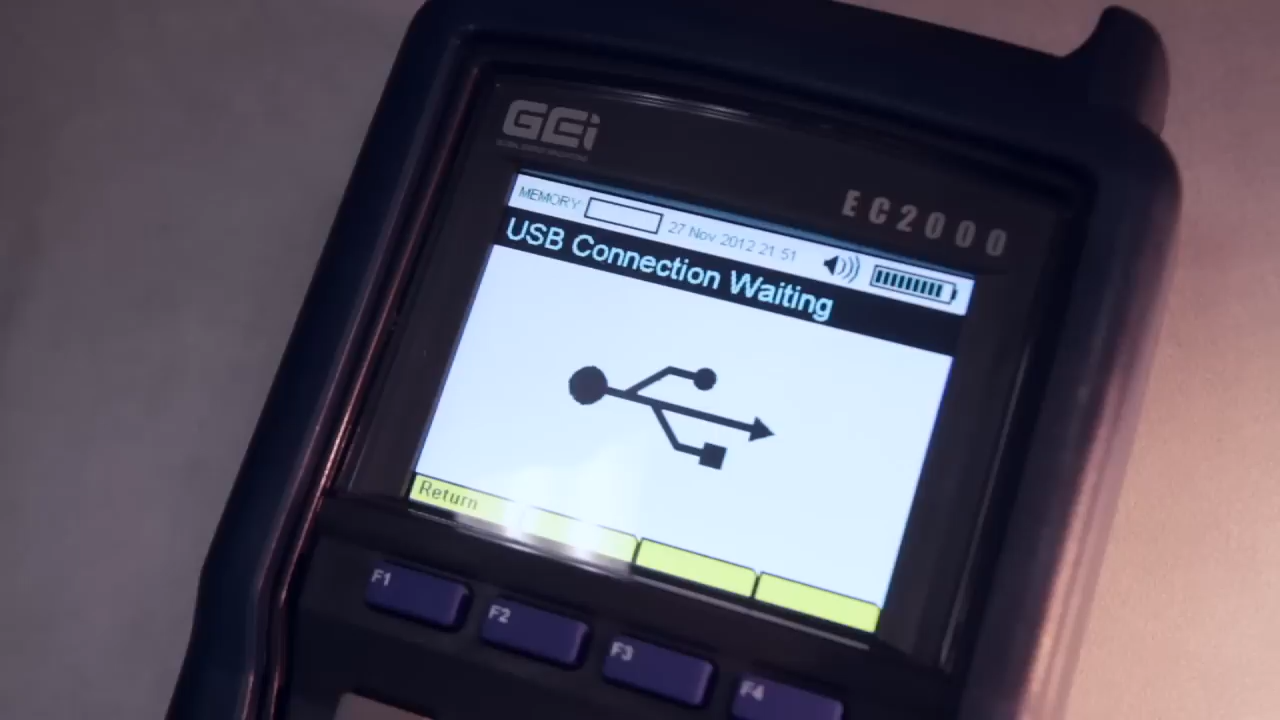 GEi
EC2000
MEMORY 27 Nov 2012 21 51
USB Connection Waiting
Return
F1 F2 F3 F4